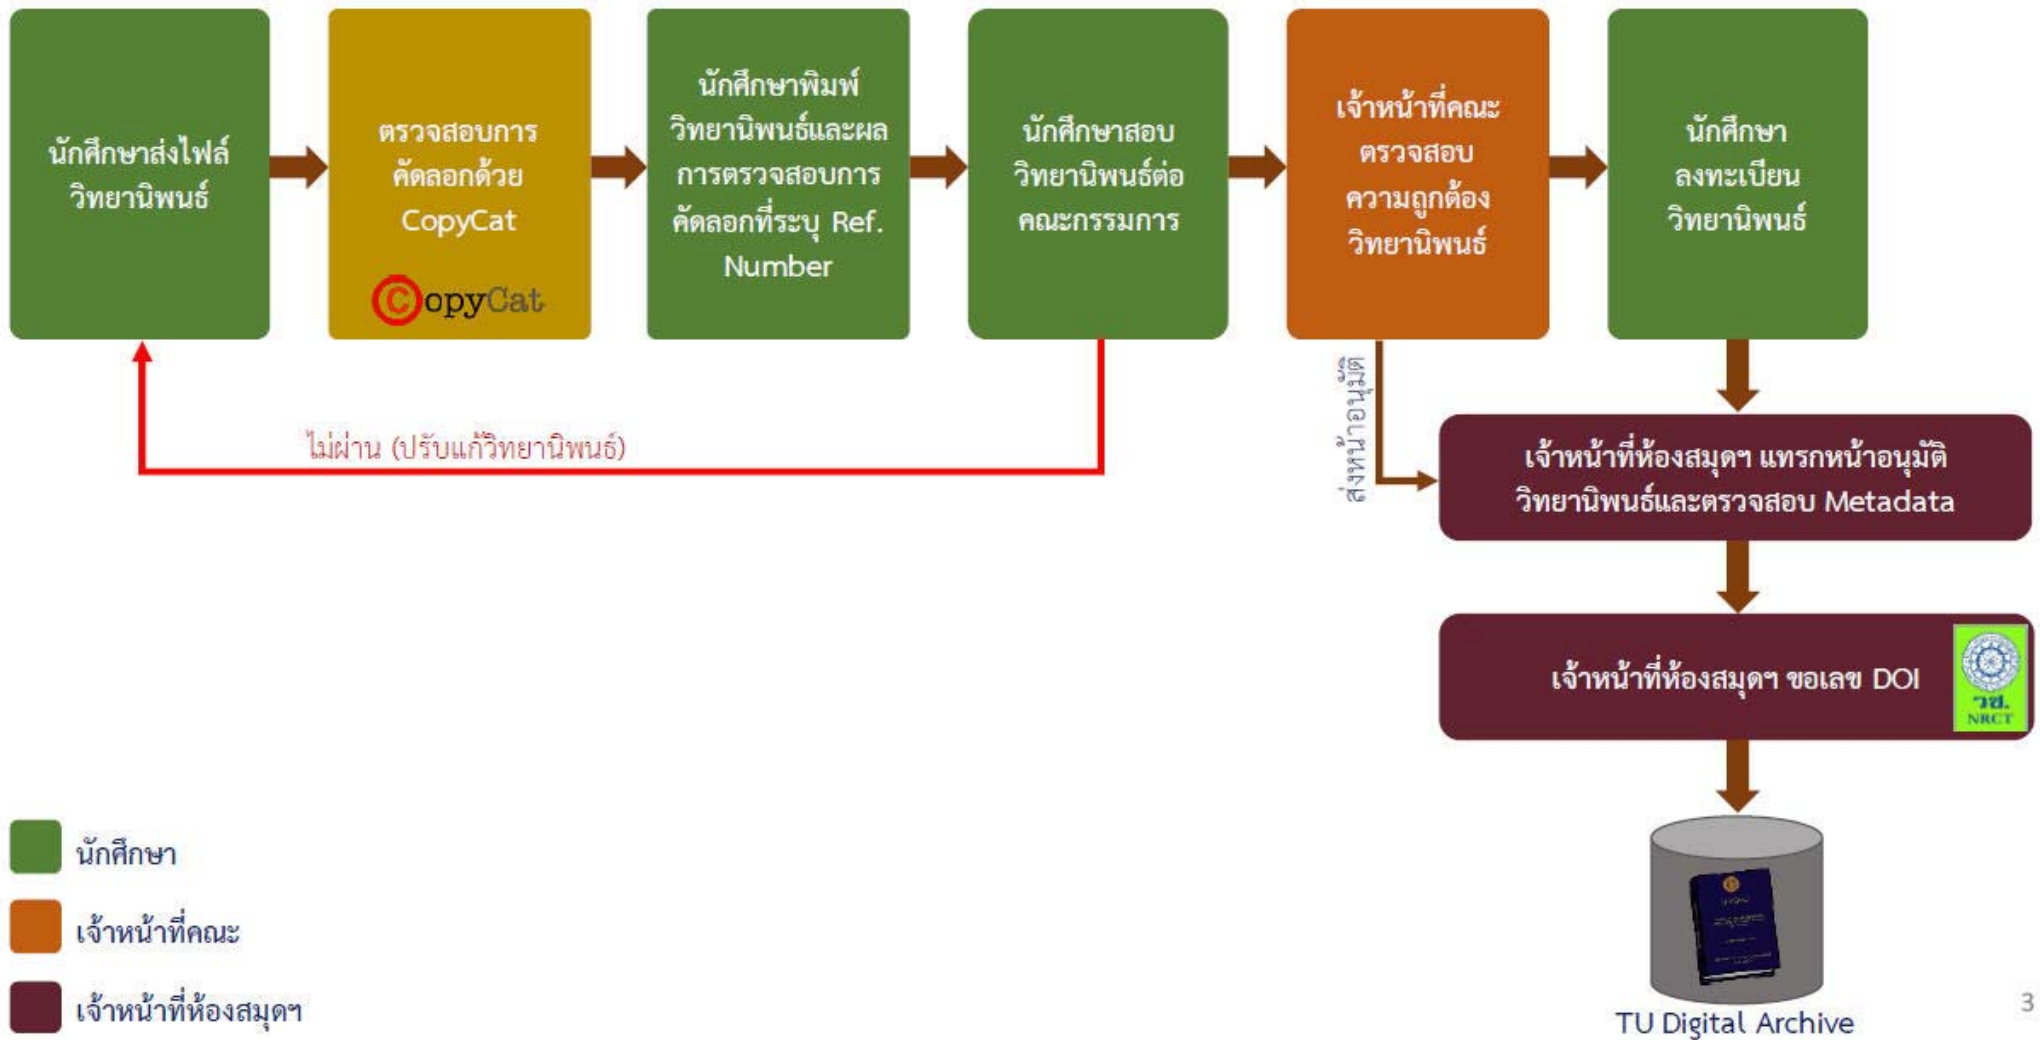 นักศึกษาส่งไฟล์
วิทยานิพนธ์
ตรวจสอบการ
คัดลอกด้วย
CopyCat
©opyCat
นักศึกษาพิมพ์
วิทยานิพนธ์และผล
การตรวจสอบการ
คัดลอกที่ระบุ Ref.
Number
นักศึกษาสอบ
วิทยานิพนธ์ต่อ
คณะกรรมการ
เจ้าหน้าที่คณะ
ตรวจสอบ
ความถูกต้อง
วิทยานิพนธ์
นักศึกษา
ลงทะเบียน
วิทยานิพนธ์
ไม่ผ่าน (ปรับแก้วิทยานิพนธ์)
ส่งหน้าอนุมัติ
เจ้าหน้าที่ห้องสมุดฯ แทรกหน้าอนุมัติ
วิทยานิพนธ์และตรวจสอบ Metadata
เจ้าหน้าที่ห้องสมุดฯ ขอเลข DOI
วช.
NRCT
นักศึกษา
เจ้าหน้าที่คณะ
เจ้าหน้าที่ห้องสมุดฯ
TU Digital Archive
3